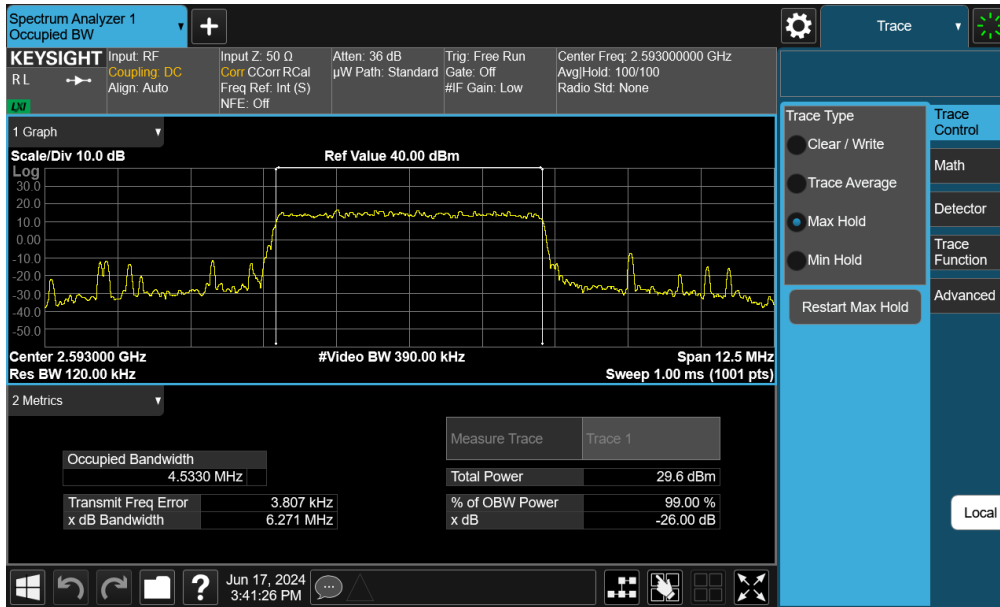 Spectrum Analyzer 1
Occupied BW
Trace
KEYSIGHT
R L
LXI
Input: RF
Coupling: DC
Align: Auto
Input Z: 50 Ω
Corr CCorr RCal
Freq Ref: Int (S)
NFE: Off
Atten: 36 dB
µW Path: Standard
Trig: Free Run
Gate: Off
#IF Gain: Low
Center Freq: 2.593000000 GHz
Avg|Hold: 100/100
Radio Std: None
1 Graph
Scale/Div 10.0 dB
Ref Value 40.00 dBm
Log
30.0
20.0
10.0
0.00
-10.0
-20.0
-30.0
-40.0
-50.0
Center 2.593000 GHz
#Video BW 390.00 kHz
Span 12.5 MHz
Res BW 120.00 kHz
Sweep 1.00 ms (1001 pts)
2 Metrics
Measure Trace Trace 1
Occupied Bandwidth
4.5330 MHz
Total Power 29.6 dBm
Transmit Freq Error 3.807 kHz
% of OBW Power 99.00 %
x dB Bandwidth 6.271 MHz
x dB -26.00 dB
Trace Type
Clear / Write
Trace Average
Max Hold
Min Hold
Restart Max Hold
Trace
Control
Math
Detector
Trace
Function
Advanced
Local
?
Jun 17, 2024
3:41:26 PM